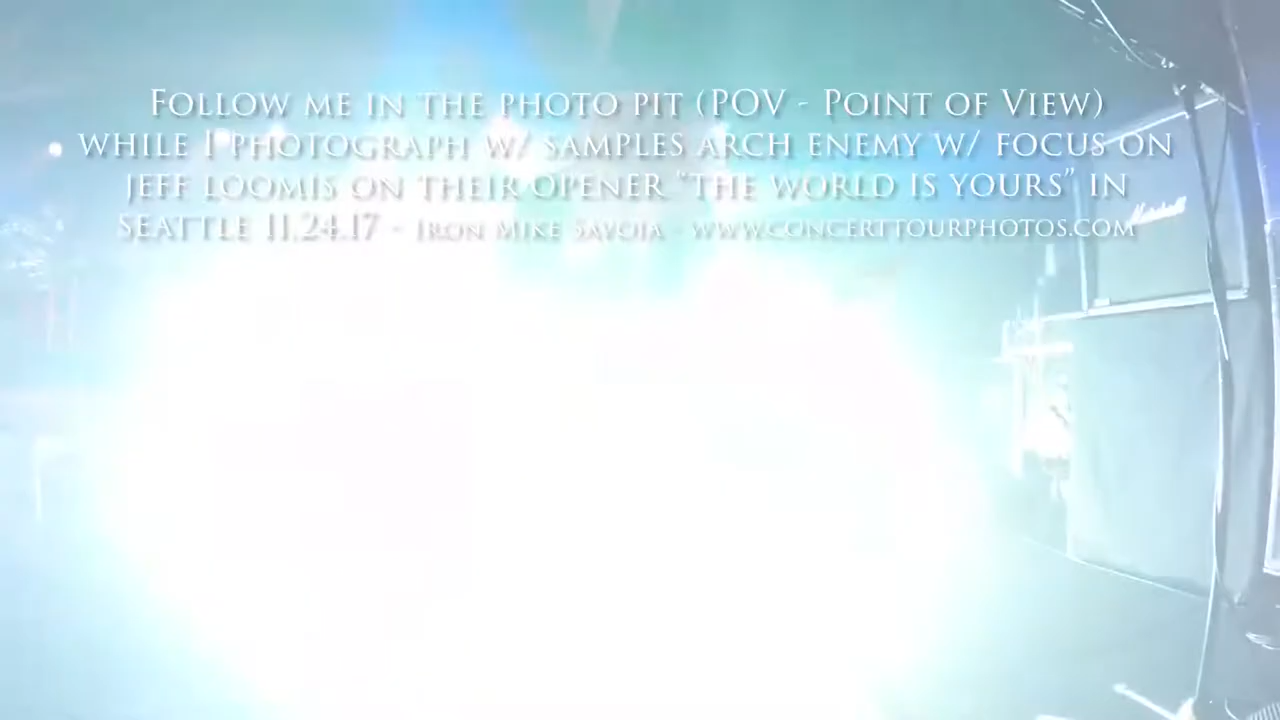 Follow me in the photo pit (POV - Point of View)
while I photograph w/ samples Arch Enemy w/ focus on
Jeff Loomis on their opener "The World Is Yours" in
Seattle 11.24.17 - Iron Mike Savoia - www.concerttourphotos.com
Marshall